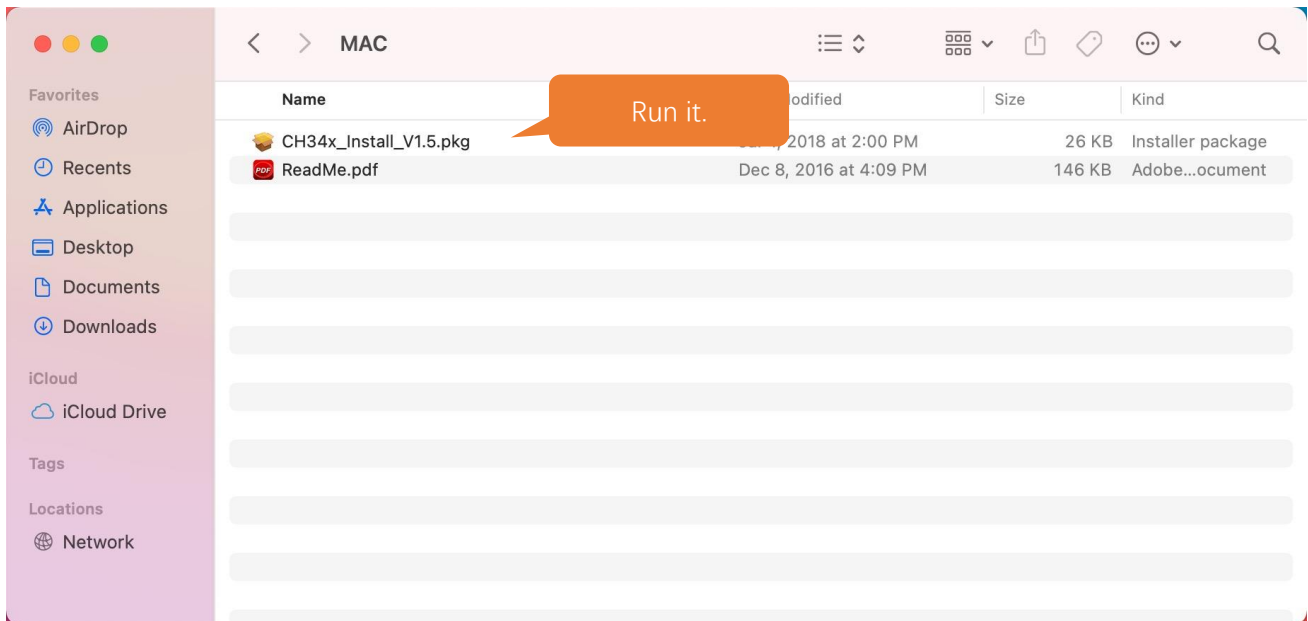 MAC
Favorites
AirDrop
Recents
Applications
Desktop
Documents
Downloads
iCloud
iCloud Drive
Tags
Locations
Network
Name Size Kind
Run it.
CH34x_Install_V1.5.pkg 2018 at 2:00 PM 26 KB Installer package
PDF ReadMe.pdf Dec 8, 2016 at 4:09 PM 146 KB Adobe...ocument